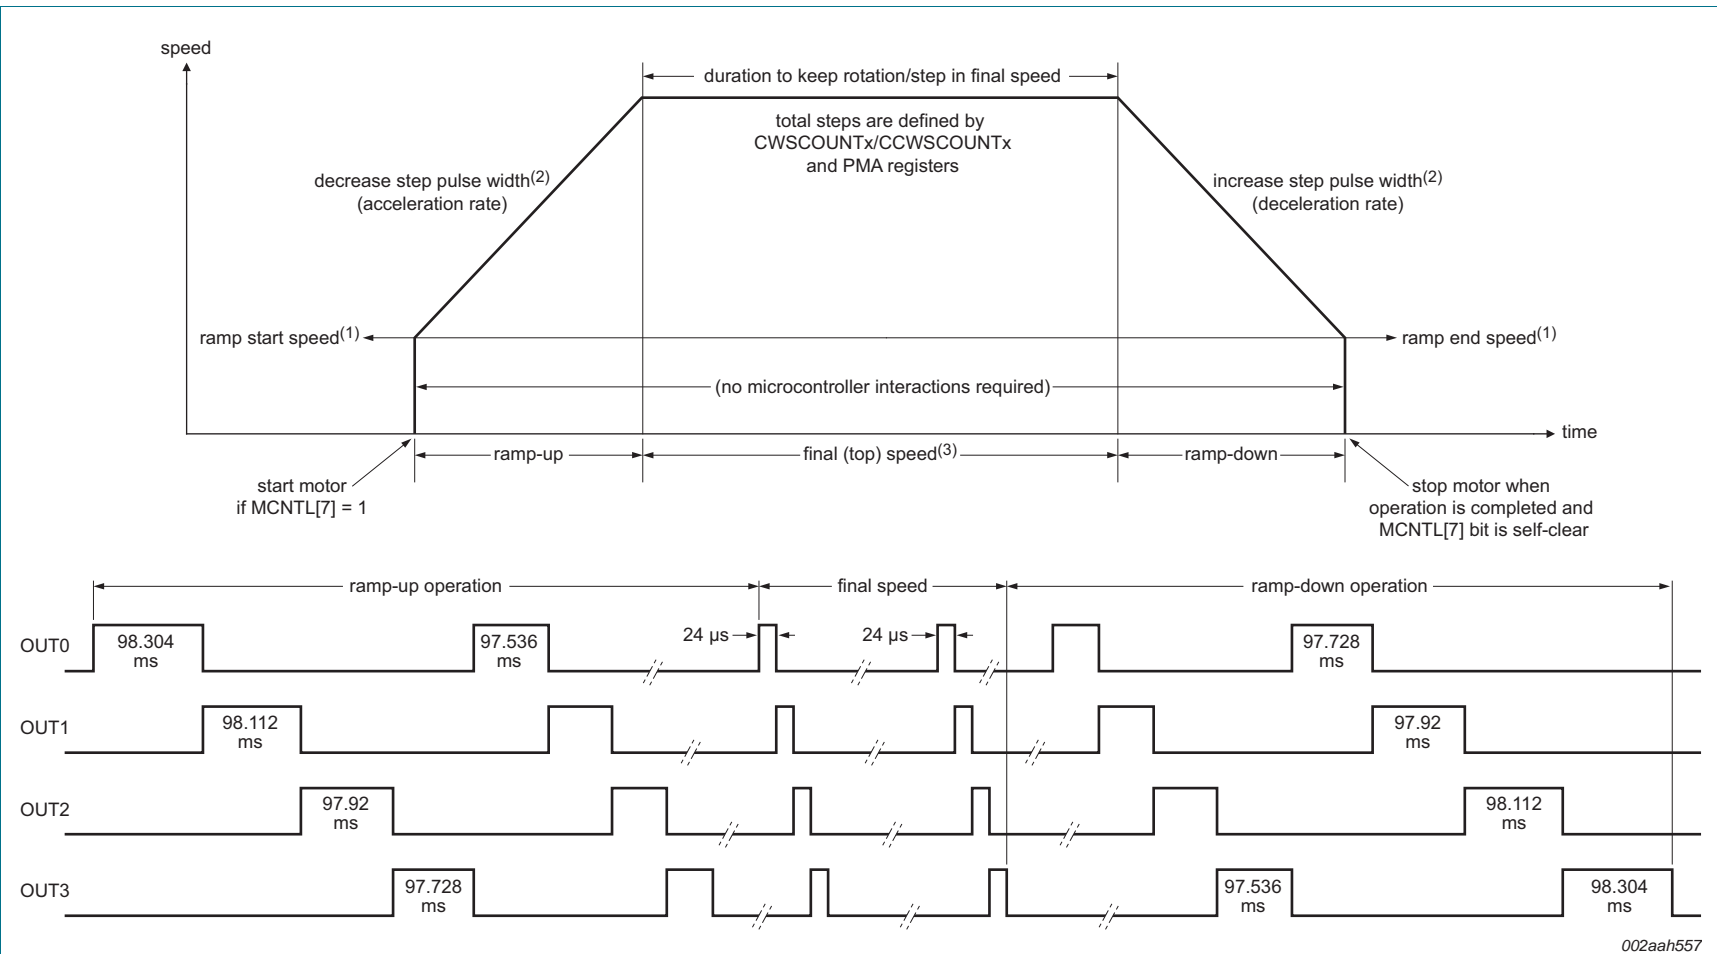 speed
duration to keep rotation/step in final speed
total steps are defined by
CWSCOUNTx/CCWSCOUNTx
and PMA registers
decrease step pulse width(2)
(acceleration rate)
increase step pulse width(2)
(deceleration rate)
ramp start speed(1)
ramp end speed(1)
(no microcontroller interactions required)
time
ramp-up
final (top) speed(3)
ramp-down
start motor
if MCNTL[7] = 1
stop motor when
operation is completed and
MCNTL[7] bit is self-clear
ramp-up operation
final speed
ramp-down operation
OUT0
98.304
ms
97.536
ms
24 μs
24 μs
97.728
ms
OUT1
98.112
ms
97.92
ms
OUT2
97.92
ms
98.112
ms
OUT3
97.728
ms
97.536
ms
98.304
ms
002aah557